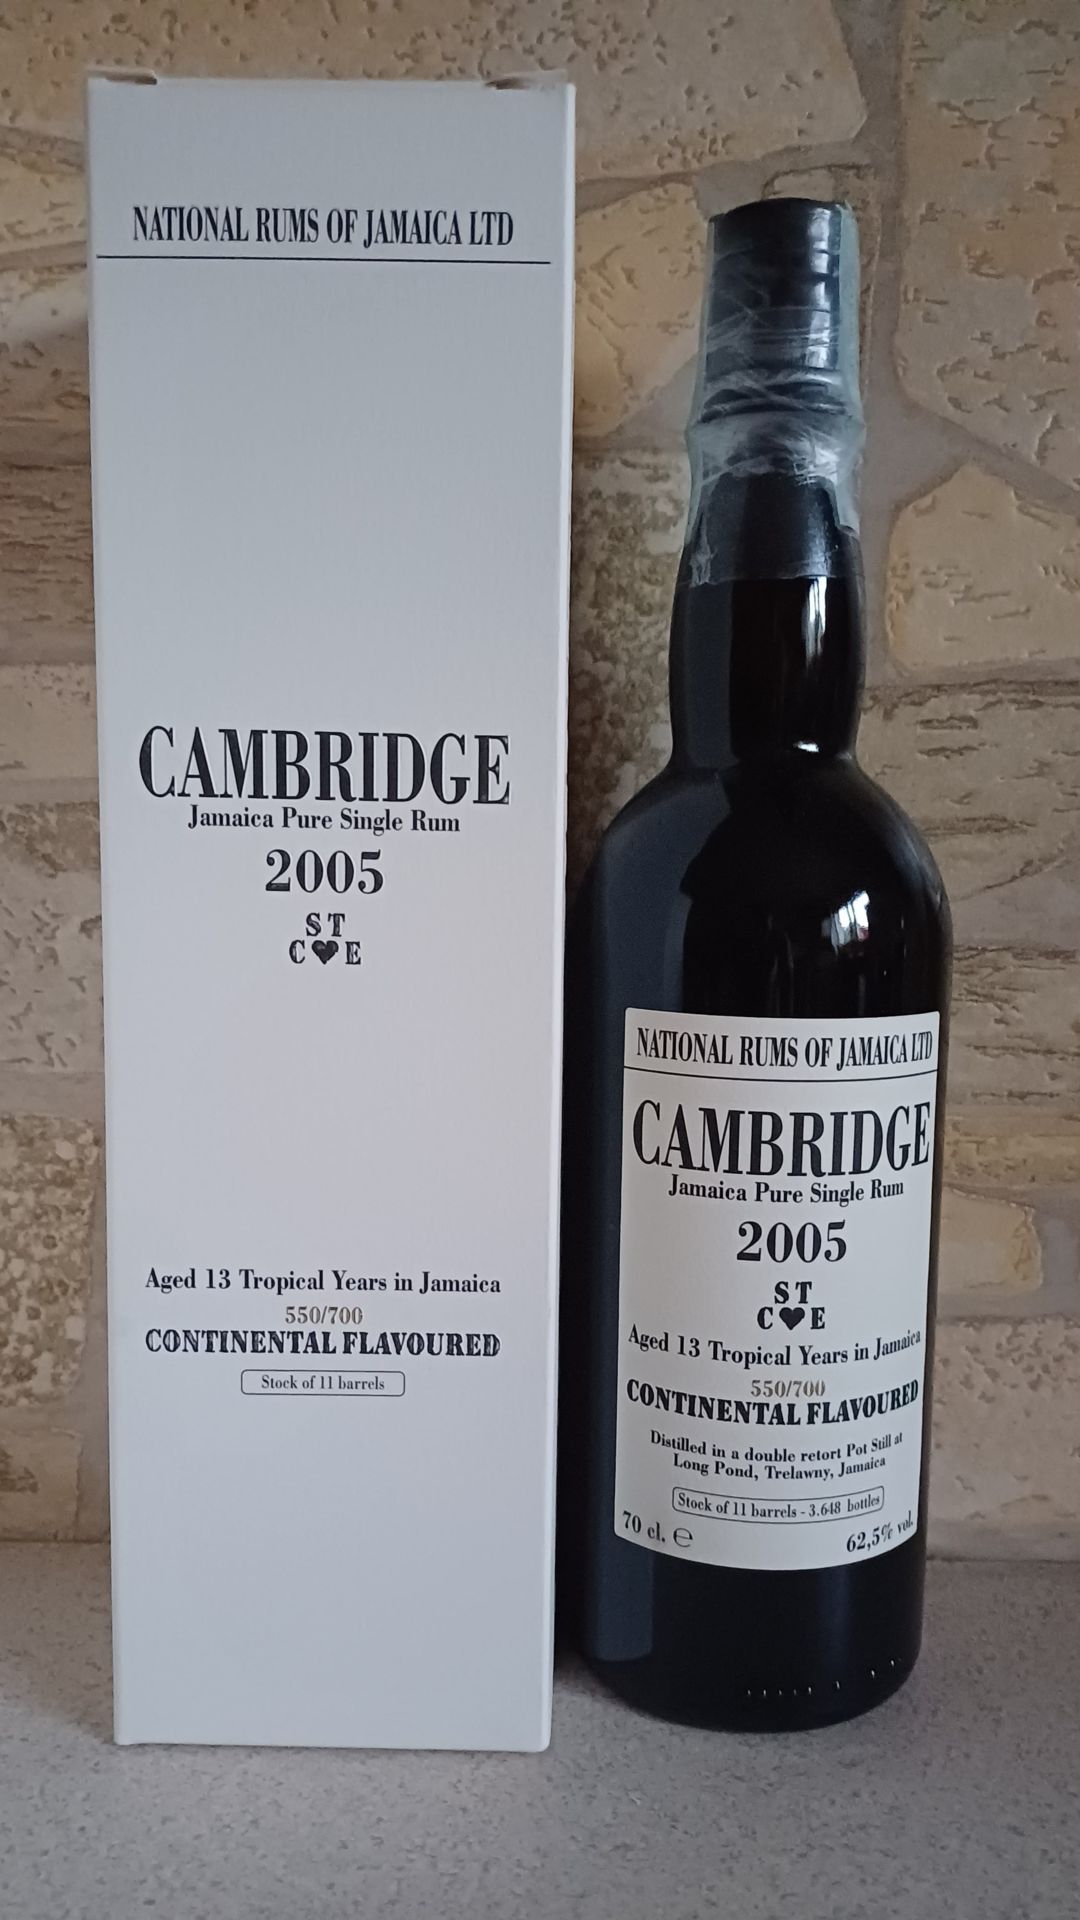 NATIONAL RUMS OF JAMAICA LTD
CAMBRIDGE
Jamaica Pure Single Rum
2005
S T
C♥E
Aged 13 Tropical Years in Jamaica
550/700
CONTINENTAL FLAVOURED
Stock of 11 barrels
NATIONAL RUMS OF JAMAICA LTD
CAMBRIDGE
Jamaica Pure Single Rum
2005
S T
C♥E
Aged 13 Tropical Years in Jamaica
550/700
CONTINENTAL FLAVOURED
Distilled in a double retort Pot Still at
Long Pond, Trelawny, Jamaica
Stock of 11 barrels - 3.648 bottles
70 cl. ℮ 62,5% vol.